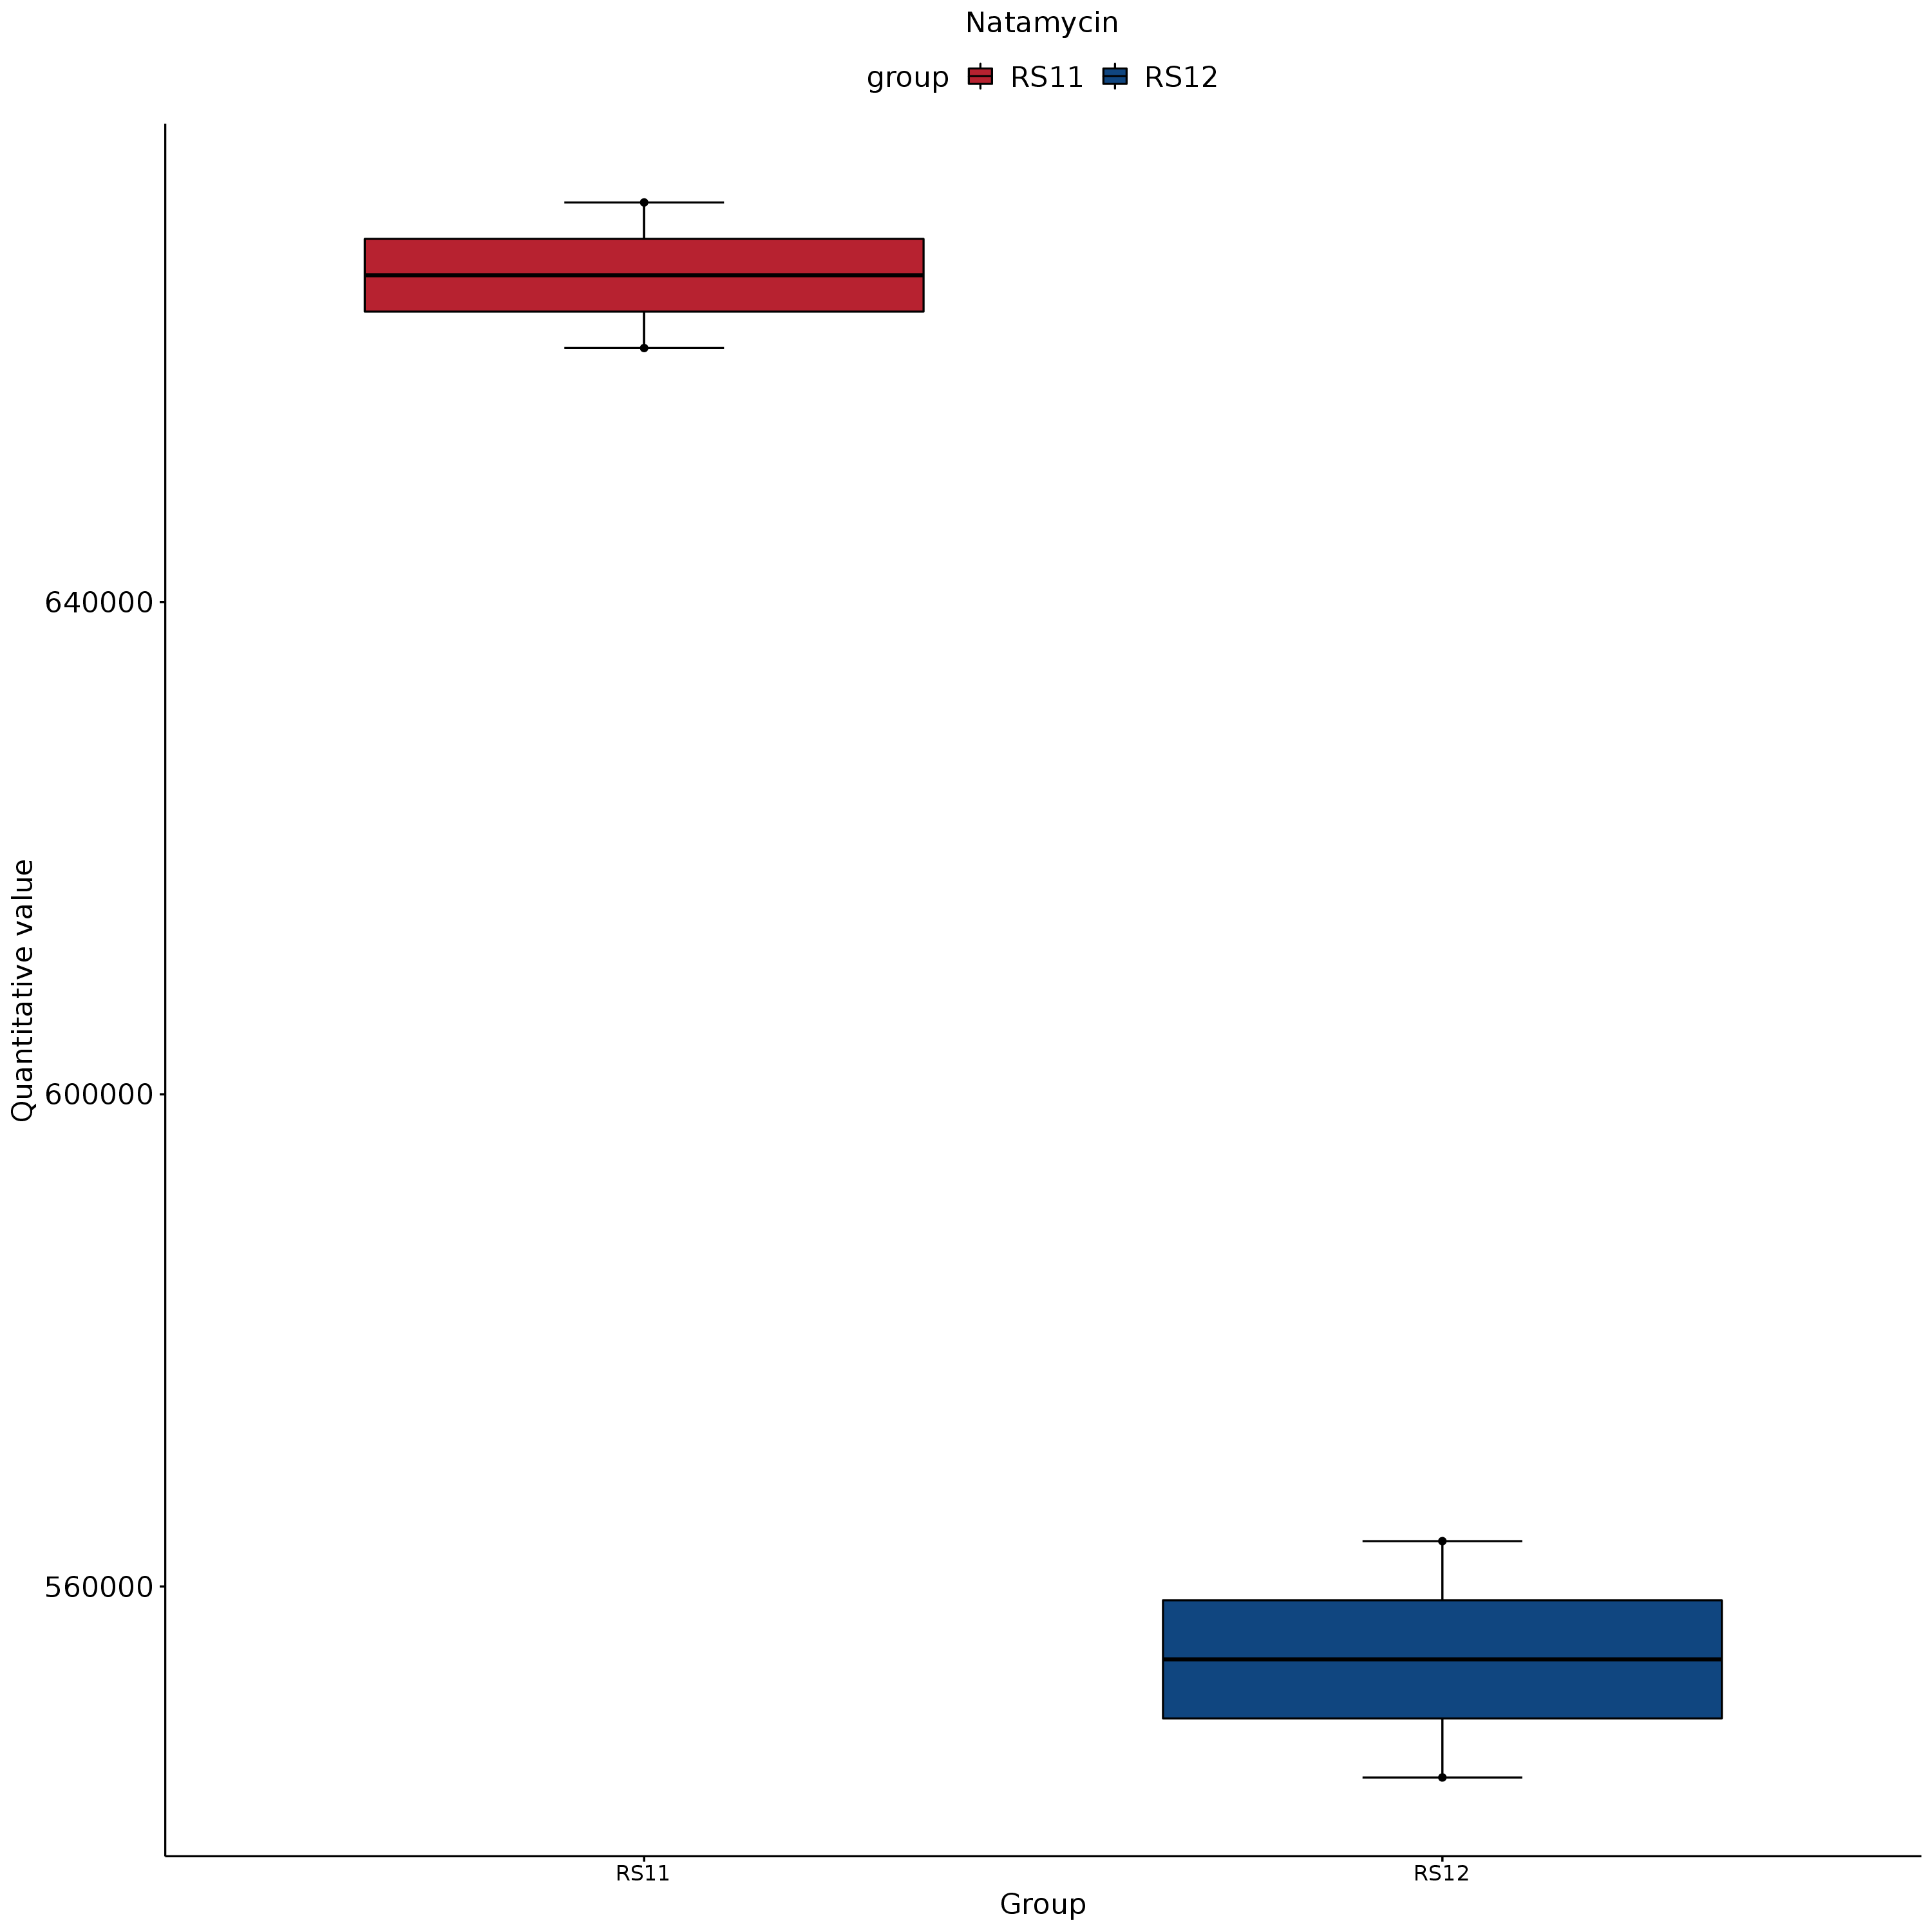 Natamycin
group RS11 RS12
Quantitative value
640000
600000
560000
RS11 RS12
Group